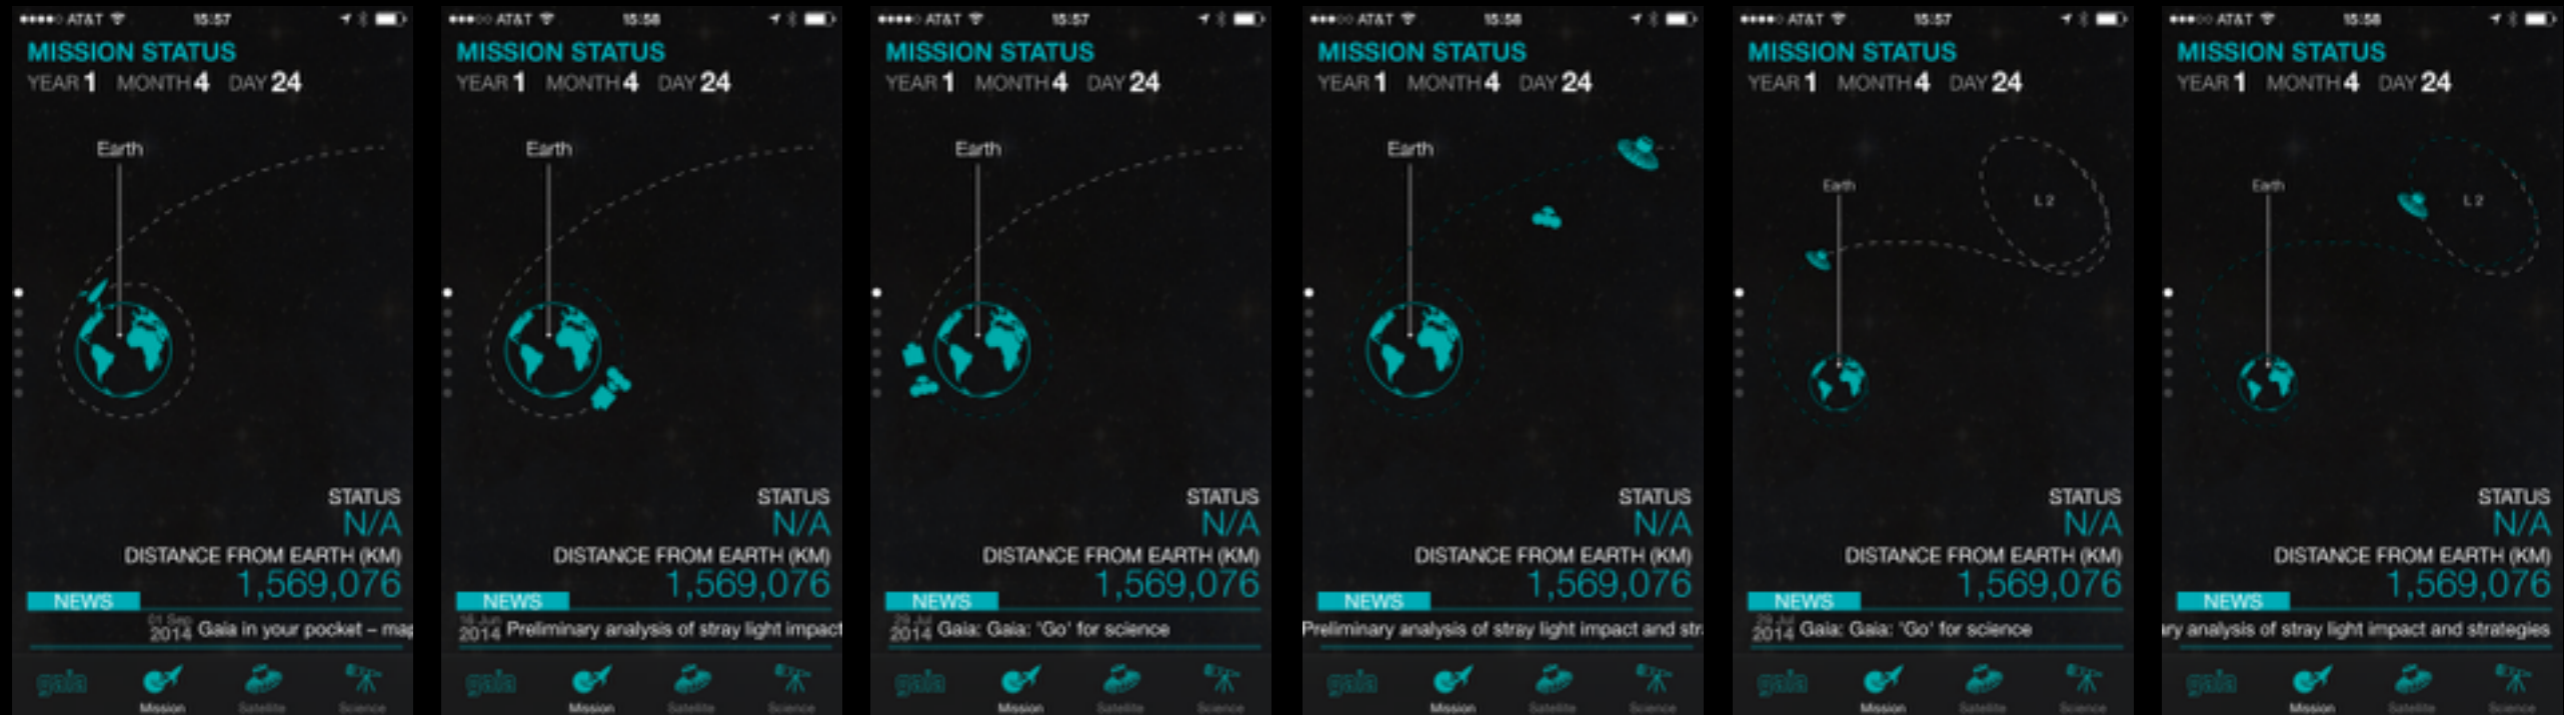 AT&T 15:57
MISSION STATUS
YEAR 1 MONTH 4 DAY 24
Earth
STATUS
N/A
DISTANCE FROM EARTH (KM)
1,569,076
NEWS
01 Sep
2014 Gaia in your pocket – map
gaia
Mission Satellite Science
AT&T 15:58
MISSION STATUS
YEAR 1 MONTH 4 DAY 24
Earth
STATUS
N/A
DISTANCE FROM EARTH (KM)
1,569,076
NEWS
16 Jun
2014 Preliminary analysis of stray light impact
gaia
Mission Satellite Science
AT&T 15:57
MISSION STATUS
YEAR 1 MONTH 4 DAY 24
Earth
STATUS
N/A
DISTANCE FROM EARTH (KM)
1,569,076
NEWS
Jul
2014 Gaia: Gaia: 'Go' for science
gaia
Mission Satellite Science
AT&T 15:58
MISSION STATUS
YEAR 1 MONTH 4 DAY 24
Earth
STATUS
N/A
DISTANCE FROM EARTH (KM)
1,569,076
NEWS
Preliminary analysis of stray light impact and str
gaia
Mission Satellite Science
AT&T 15:57
MISSION STATUS
YEAR 1 MONTH 4 DAY 24
Earth
L2
STATUS
N/A
DISTANCE FROM EARTH (KM)
1,569,076
NEWS
Jul
2014 Gaia: Gaia: 'Go' for science
gaia
Mission Satellite Science
AT&T 15:58
MISSION STATUS
YEAR 1 MONTH 4 DAY 24
Earth
L2
STATUS
N/A
DISTANCE FROM EARTH (KM)
1,569,076
NEWS
ry analysis of stray light impact and strategies
gaia
Mission Satellite Science